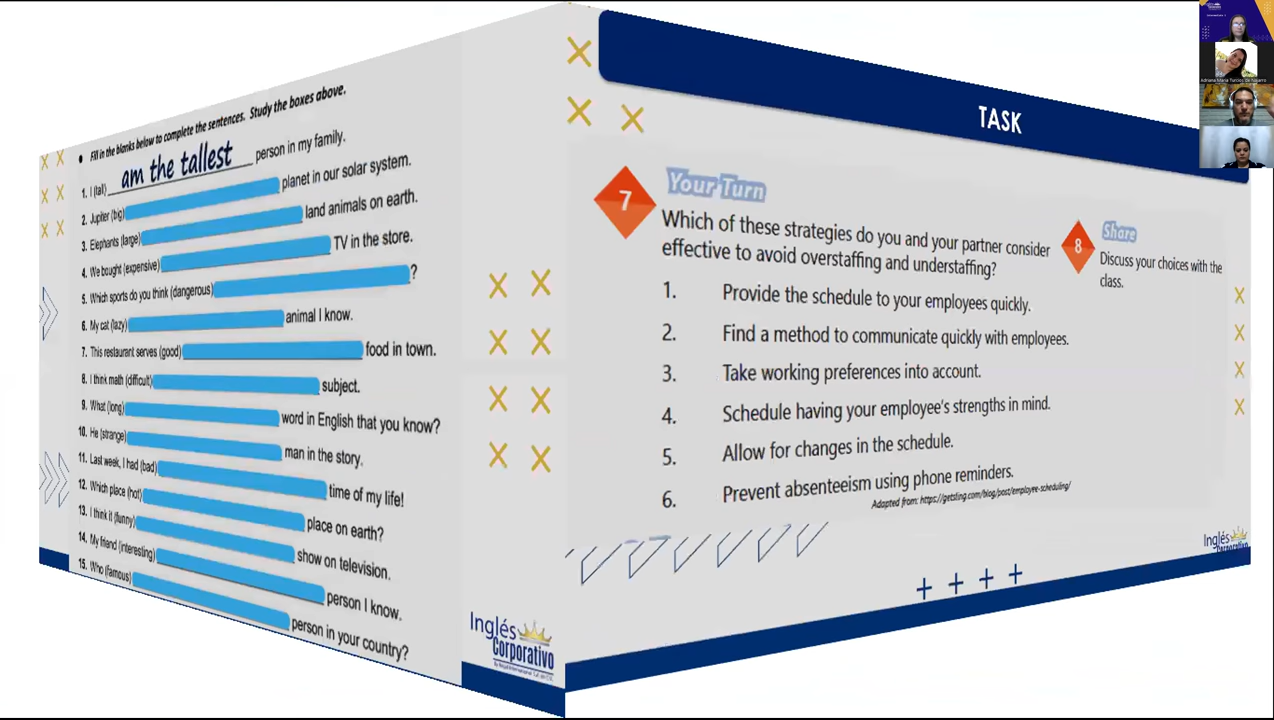 • Fill in the blanks below to complete the sentences. Study the boxes above.
1. I (tall) am the tallest person in my family.
2. Jupiter (big) planet in our solar system.
3. Elephants (large) land animals on earth.
4. We bought (expensive) TV in the store.
5. Which sports do you think (dangerous) ?
6. My cat (lazy) animal I know.
7. This restaurant serves (good) food in town.
8. I think math (difficult) subject.
9. What (long) word in English that you know?
10. He (strange) man in the story.
11. Last week, I had (bad) time of my life!
12. Which place (hot) place on earth?
13. I think it (funny) show on television.
14. My friend (interesting) person I know.
15. Who (famous) person in your country?
Inglés
Corporativo
TASK
7 Your Turn
Which of these strategies do you and your partner consider
effective to avoid overstaffing and understaffing?
1. Provide the schedule to your employees quickly.
2. Find a method to communicate quickly with employees.
3. Take working preferences into account.
4. Schedule having your employee's strengths in mind.
5. Allow for changes in the schedule.
6. Prevent absenteeism using phone reminders.
Adapted from: https://getsling.com/blog/post/employee-scheduling/
8 Share
Discuss your choices with the
class.
Inglés
Corporativo
Adriana Maria Turcios de Navarro